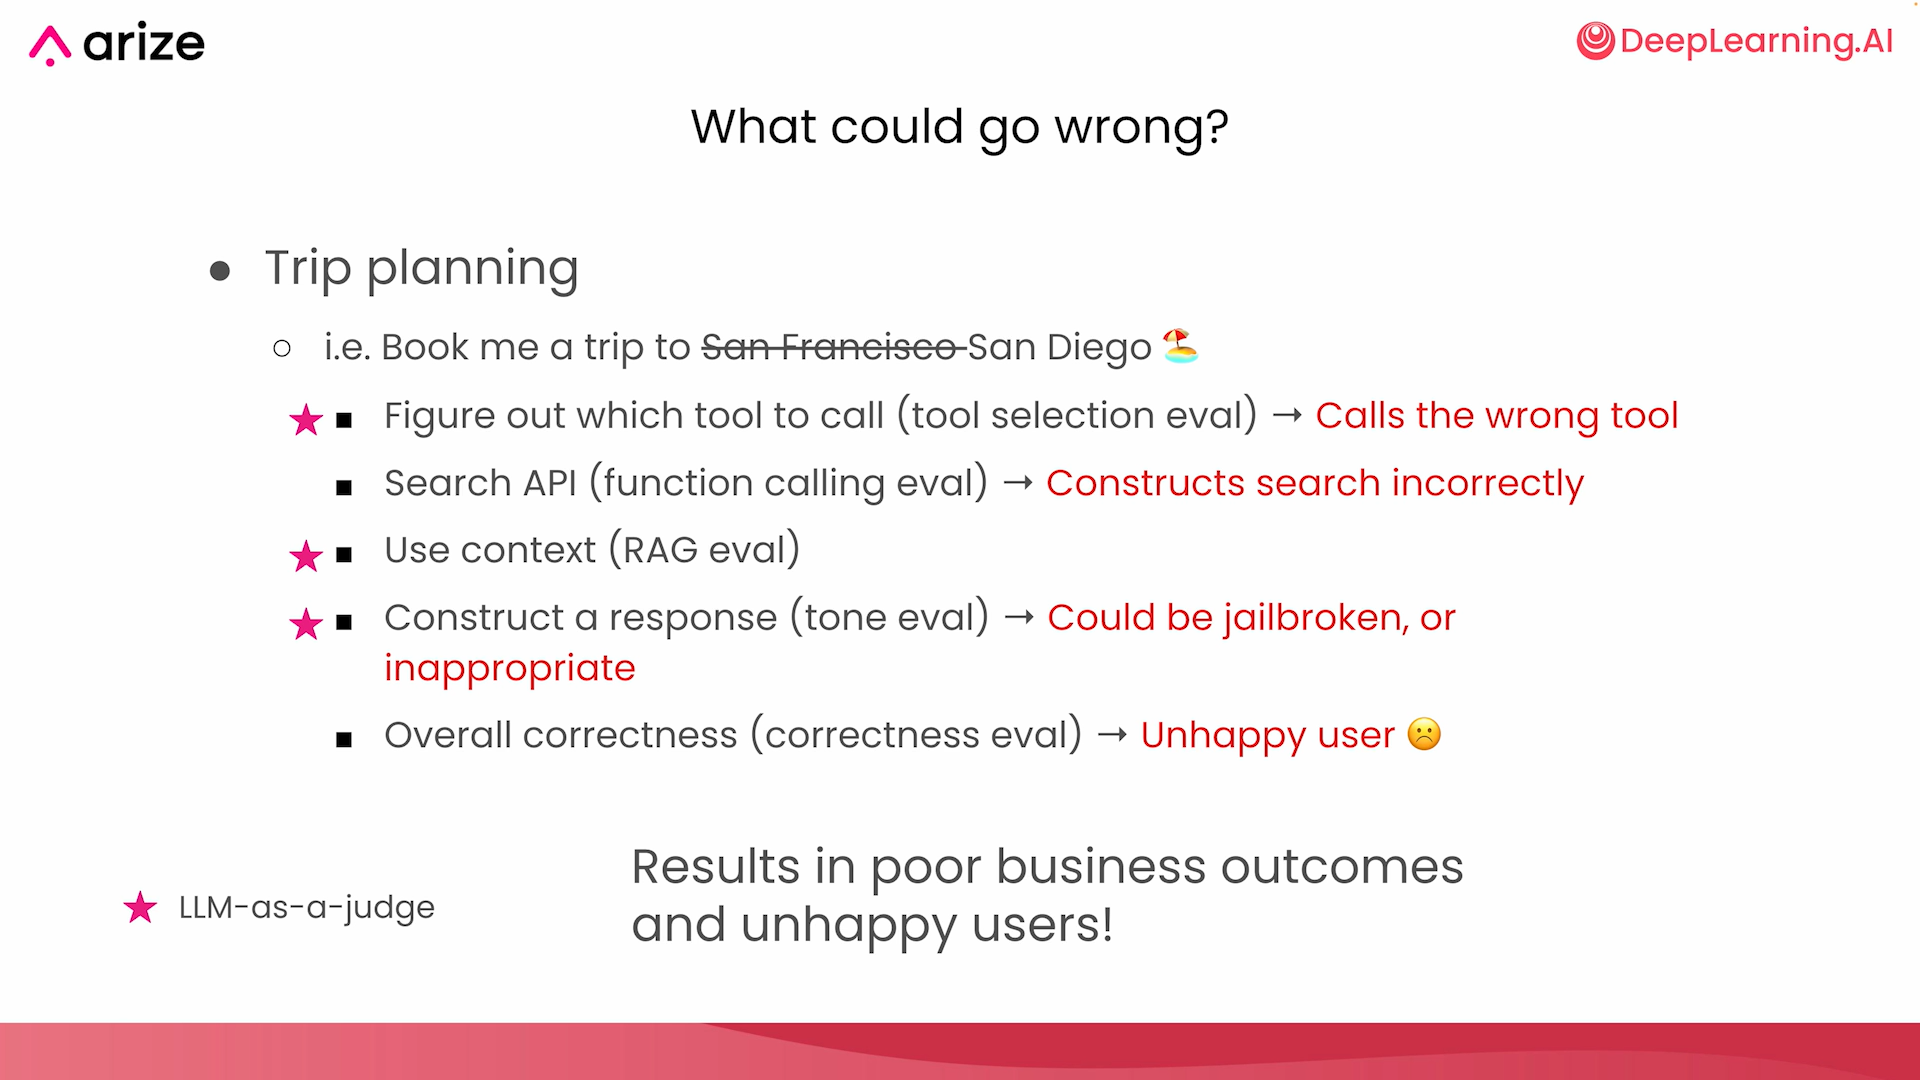 arize
DeepLearning.AI
What could go wrong?
● Trip planning
○ i.e. Book me a trip to San Francisco San Diego 🏖️
★ ■ Figure out which tool to call (tool selection eval) → Calls the wrong tool
■ Search API (function calling eval) → Constructs search incorrectly
★ ■ Use context (RAG eval)
★ ■ Construct a response (tone eval) → Could be jailbroken, or
inappropriate
■ Overall correctness (correctness eval) → Unhappy user ☹️
Results in poor business outcomes
and unhappy users!
★ LLM-as-a-judge